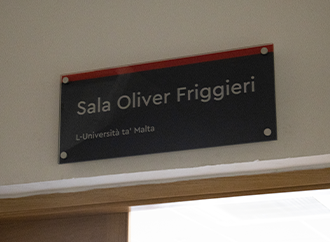 Sala Oliver Friggieri
L-Università ta' Malta